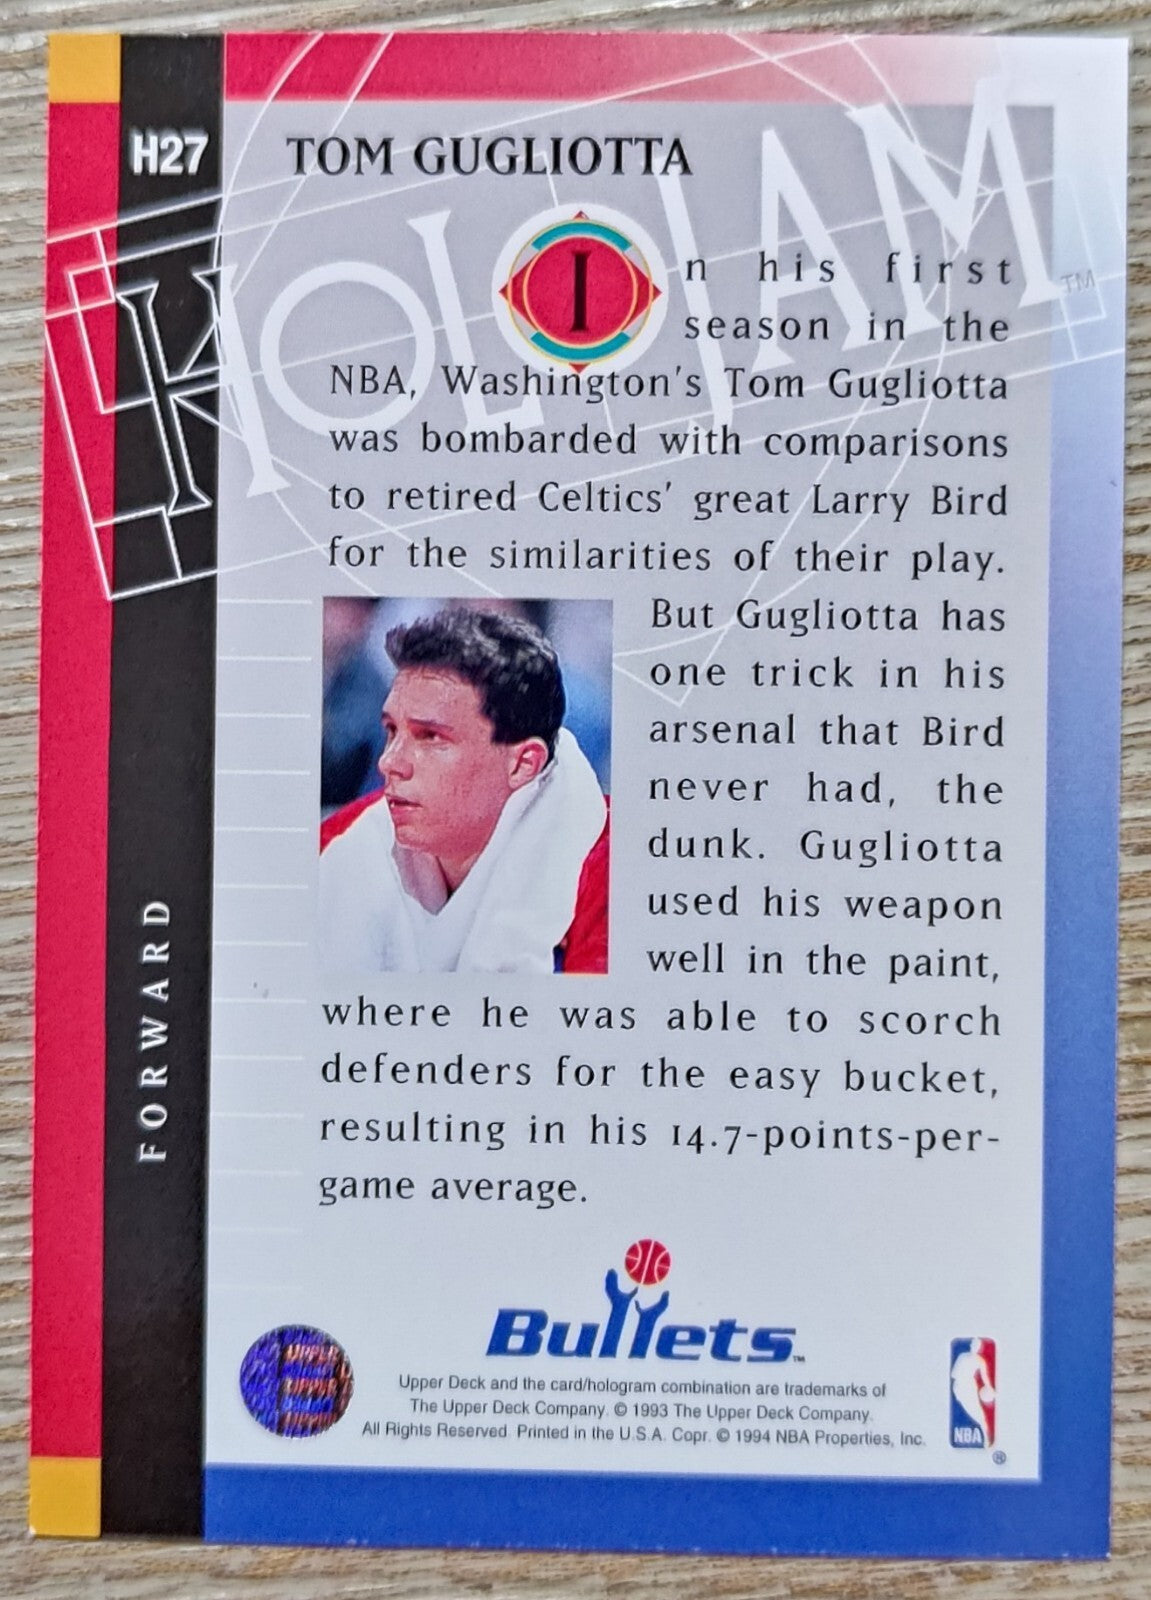 H27
TOM GUGLIOTTA
HOLOJAM™
In his first
season in the
NBA, Washington's Tom Gugliotta
was bombarded with comparisons
to retired Celtics' great Larry Bird
for the similarities of their play.
But Gugliotta has
one trick in his
arsenal that Bird
never had, the
dunk. Gugliotta
used his weapon
well in the paint,
where he was able to scorch
defenders for the easy bucket,
resulting in his 14.7-points-per-
game average.
FORWARD
Bullets™
Upper Deck and the card/hologram combination are trademarks of
The Upper Deck Company. © 1993 The Upper Deck Company.
All Rights Reserved. Printed in the U.S.A. Copr. © 1994 NBA Properties, Inc.
NBA
®